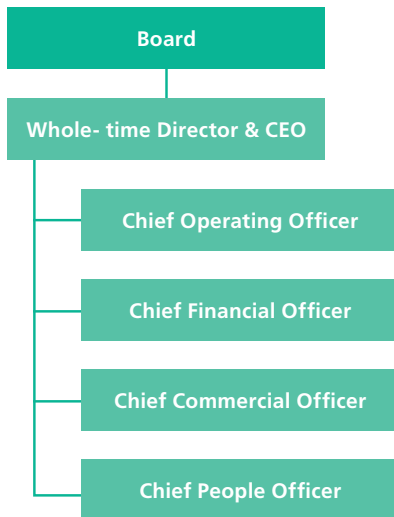 Board
Whole- time Director & CEO
Chief Operating Officer
Chief Financial Officer
Chief Commercial Officer
Chief People Officer